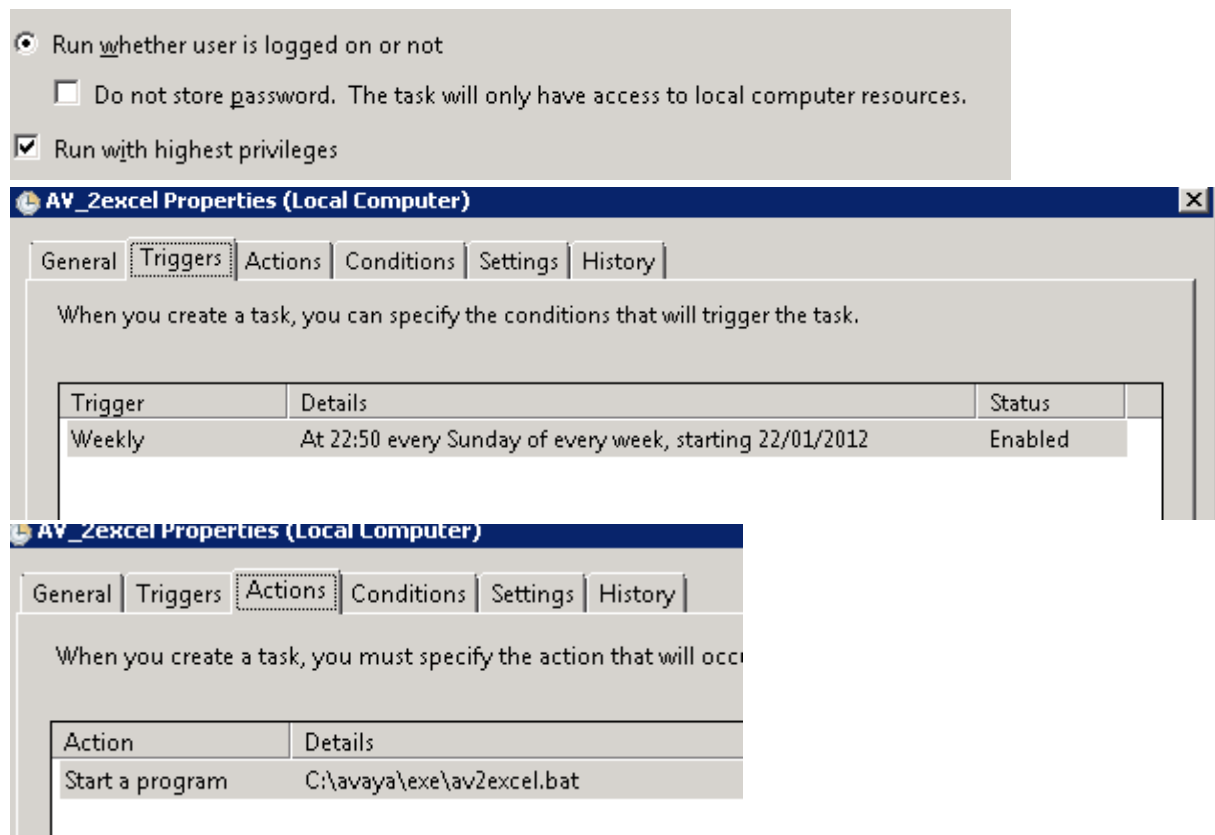 Run whether user is logged on or not
Do not store password. The task will only have access to local computer resources.
Run with highest privileges
AV_2excel Properties (Local Computer)
General Triggers Actions Conditions Settings History
When you create a task, you can specify the conditions that will trigger the task.
Trigger Details Status
Weekly At 22:50 every Sunday of every week, starting 22/01/2012 Enabled
AV_2excel Properties (Local Computer)
General Triggers Actions Conditions Settings History
When you create a task, you must specify the action that will occu
Action Details
Start a program C:\avaya\exe\av2excel.bat